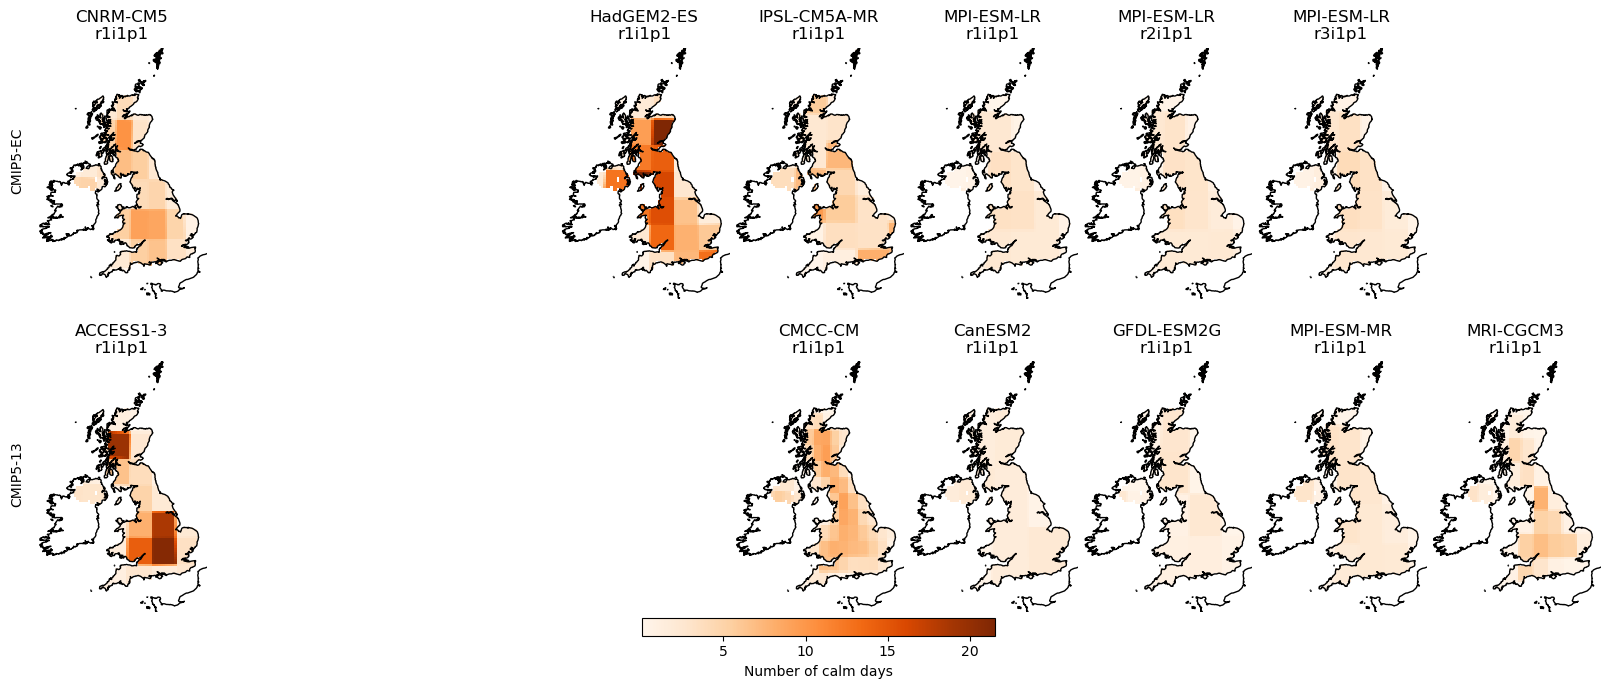 CNRM-CM5
r1i1p1
HadGEM2-ES
r1i1p1
IPSL-CM5A-MR
r1i1p1
MPI-ESM-LR
r1i1p1
MPI-ESM-LR
r2i1p1
MPI-ESM-LR
r3i1p1
CMIP5-EC
ACCESS1-3
r1i1p1
CMCC-CM
r1i1p1
CanESM2
r1i1p1
GFDL-ESM2G
r1i1p1
MPI-ESM-MR
r1i1p1
MRI-CGCM3
r1i1p1
CMIP5-13
5 10 15 20
Number of calm days